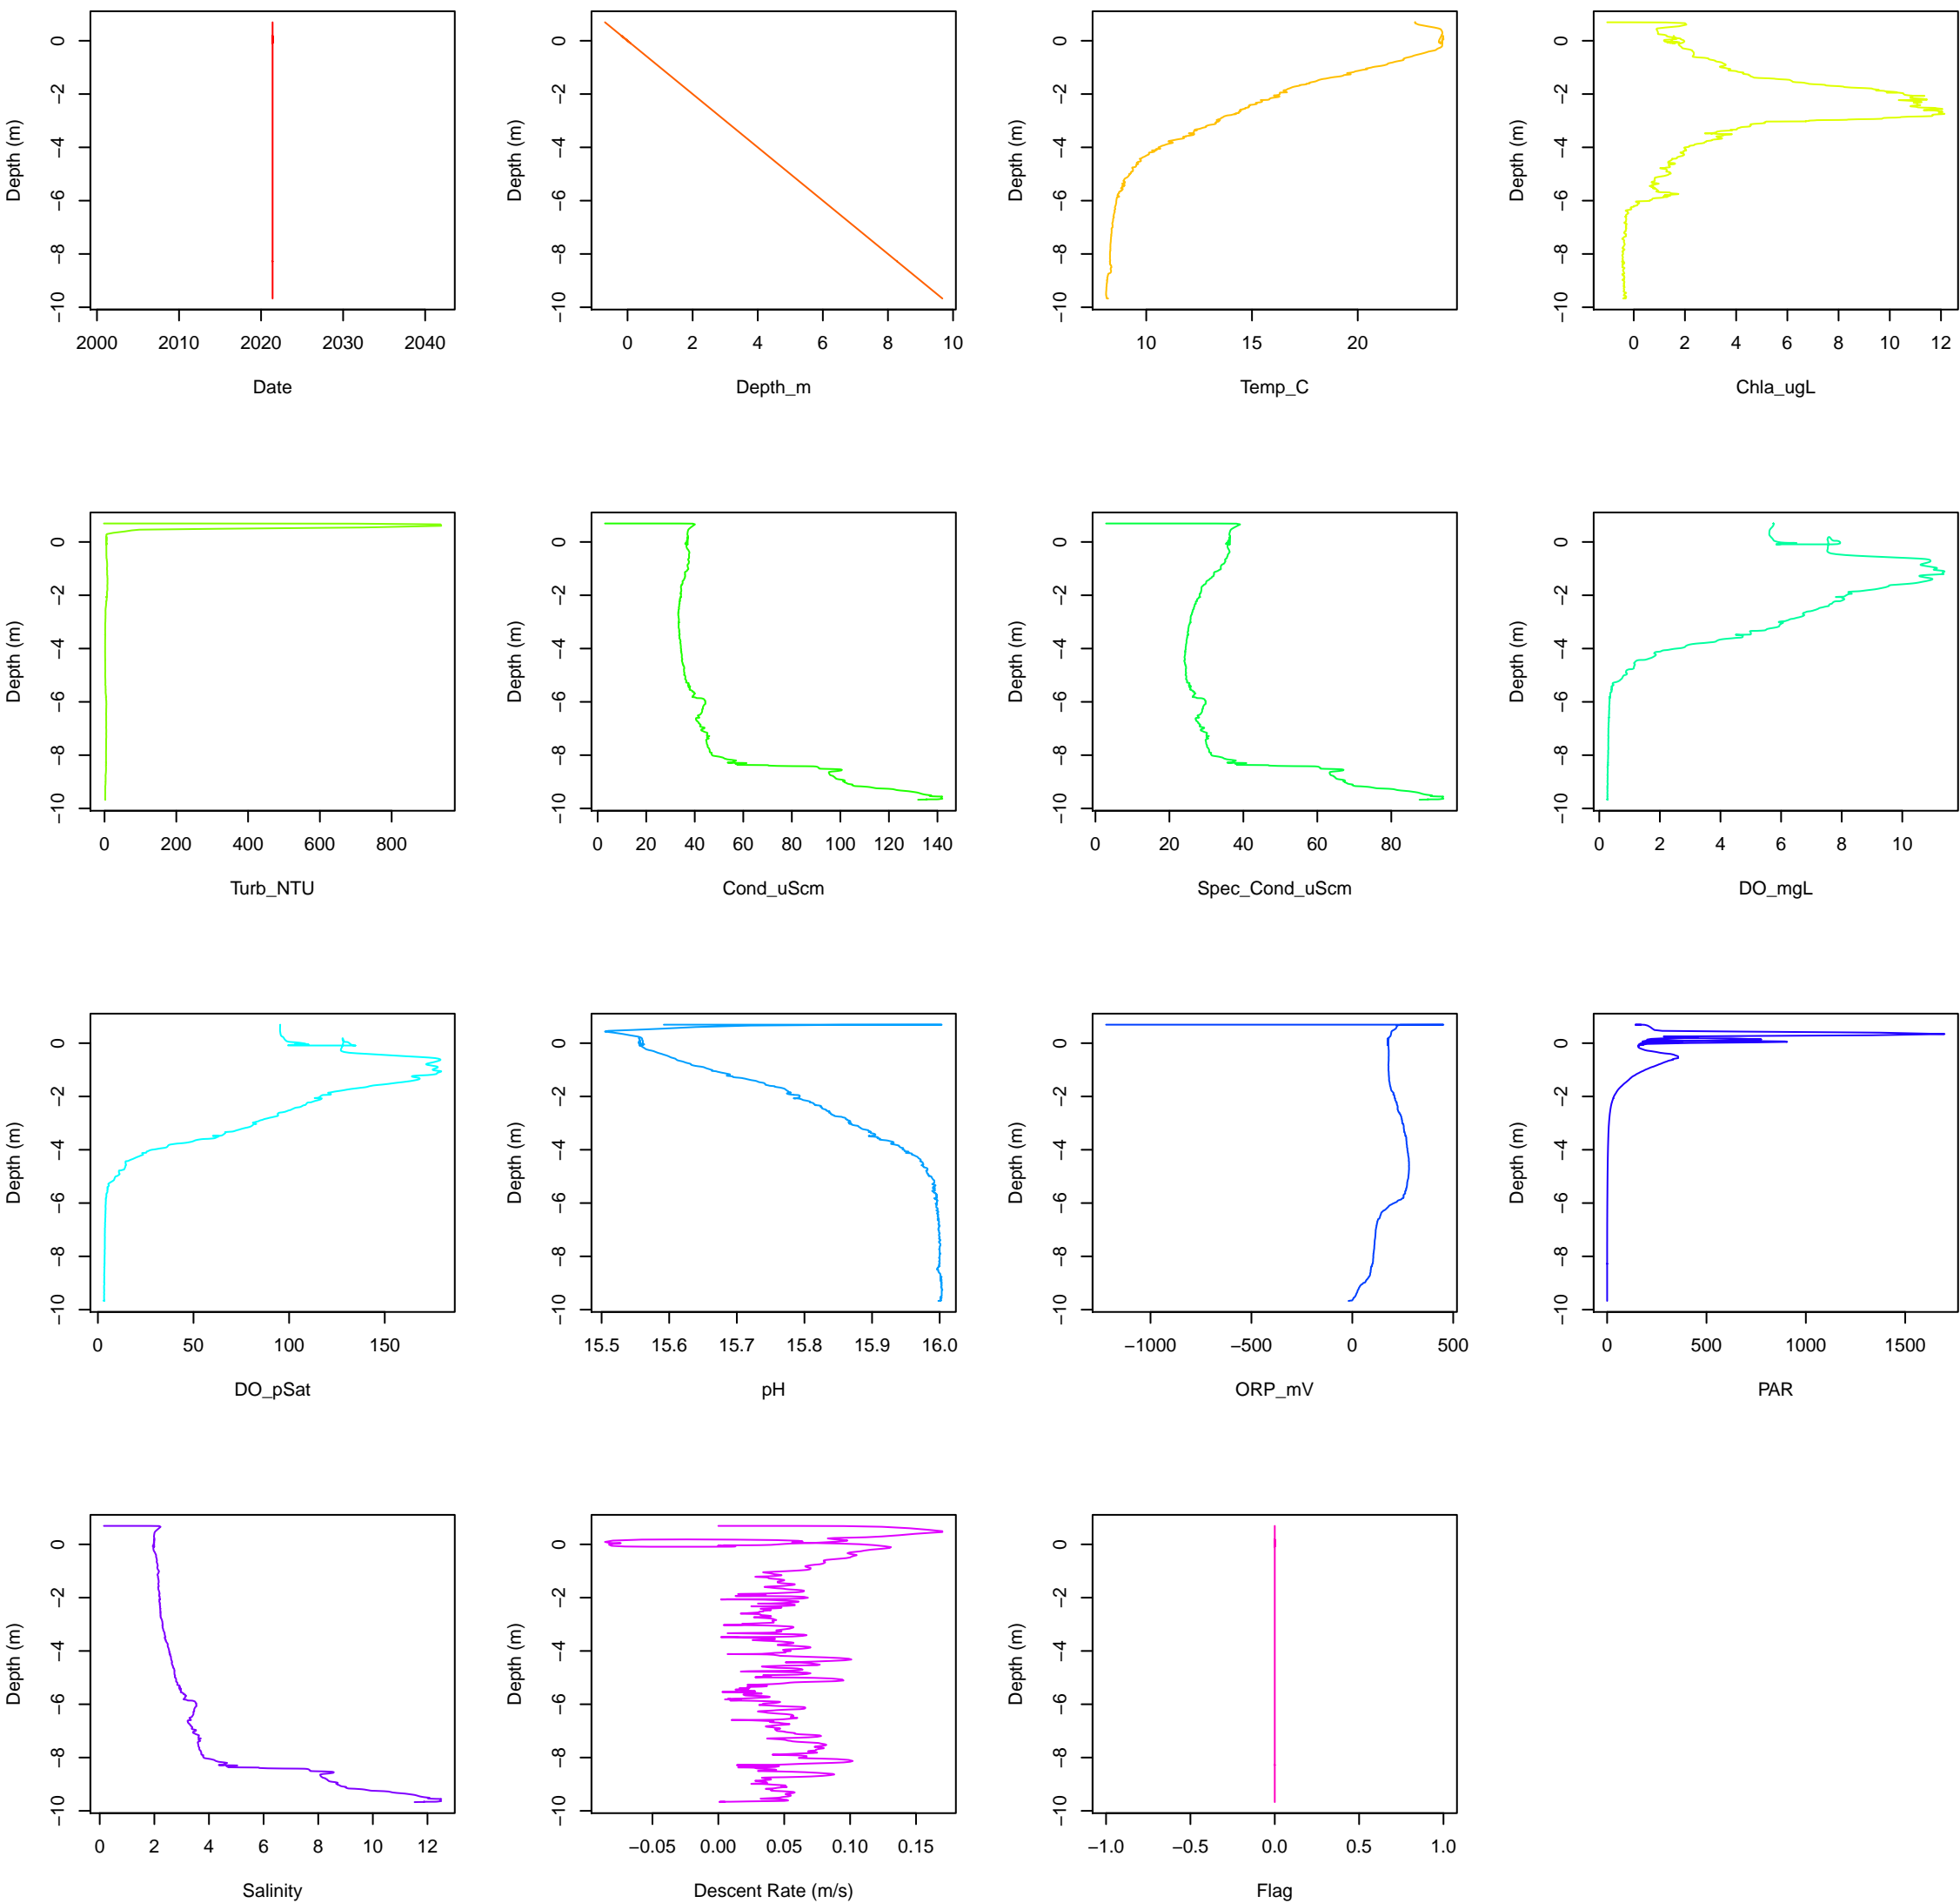 0 −2 −4 −6 −8 −10
Depth (m)
2000 2010 2020 2030 2040
Date
0 −2 −4 −6 −8 −10
Depth (m)
0 2 4 6 8 10
Depth_m
0 −2 −4 −6 −8 −10
Depth (m)
10 15 20
Temp_C
0 −2 −4 −6 −8 −10
Depth (m)
0 2 4 6 8 10 12
Chla_ugL
0 −2 −4 −6 −8 −10
Depth (m)
0 200 400 600 800
Turb_NTU
0 −2 −4 −6 −8 −10
Depth (m)
0 20 40 60 80 100 120 140
Cond_uScm
0 −2 −4 −6 −8 −10
Depth (m)
0 20 40 60 80
Spec_Cond_uScm
0 −2 −4 −6 −8 −10
Depth (m)
0 2 4 6 8 10
DO_mgL
0 −2 −4 −6 −8 −10
Depth (m)
0 50 100 150
DO_pSat
0 −2 −4 −6 −8 −10
Depth (m)
15.5 15.6 15.7 15.8 15.9 16.0
pH
0 −2 −4 −6 −8 −10
Depth (m)
−1000 −500 0 500
ORP_mV
0 −2 −4 −6 −8 −10
Depth (m)
0 500 1000 1500
PAR
0 −2 −4 −6 −8 −10
Depth (m)
0 2 4 6 8 10 12
Salinity
0 −2 −4 −6 −8 −10
Depth (m)
−0.05 0.00 0.05 0.10 0.15
Descent Rate (m/s)
0 −2 −4 −6 −8 −10
Depth (m)
−1.0 −0.5 0.0 0.5 1.0
Flag